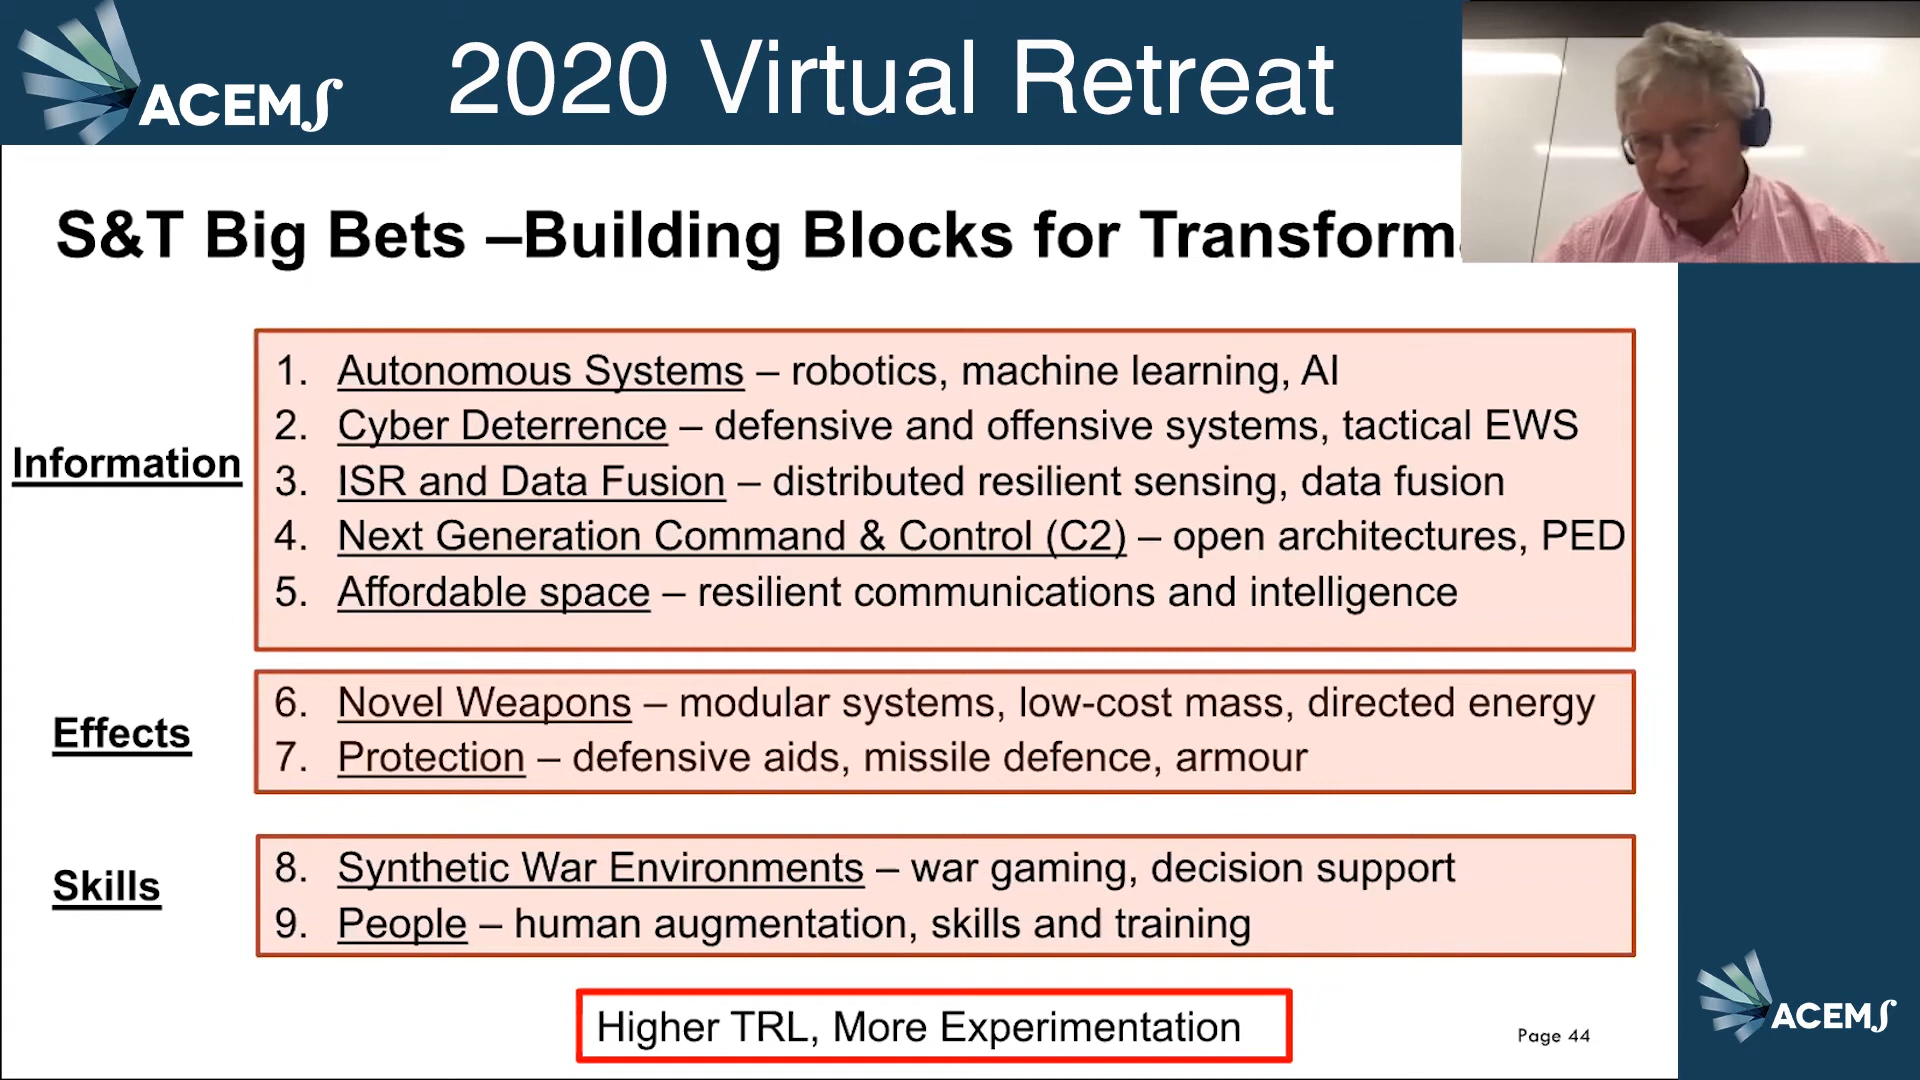 ACEMS
2020 Virtual Retreat
S&T Big Bets –Building Blocks for Transform
Information
1. Autonomous Systems – robotics, machine learning, AI
2. Cyber Deterrence – defensive and offensive systems, tactical EWS
3. ISR and Data Fusion – distributed resilient sensing, data fusion
4. Next Generation Command & Control (C2) – open architectures, PED
5. Affordable space – resilient communications and intelligence
Effects
6. Novel Weapons – modular systems, low-cost mass, directed energy
7. Protection – defensive aids, missile defence, armour
Skills
8. Synthetic War Environments – war gaming, decision support
9. People – human augmentation, skills and training
Higher TRL, More Experimentation
Page 44
ACEMS